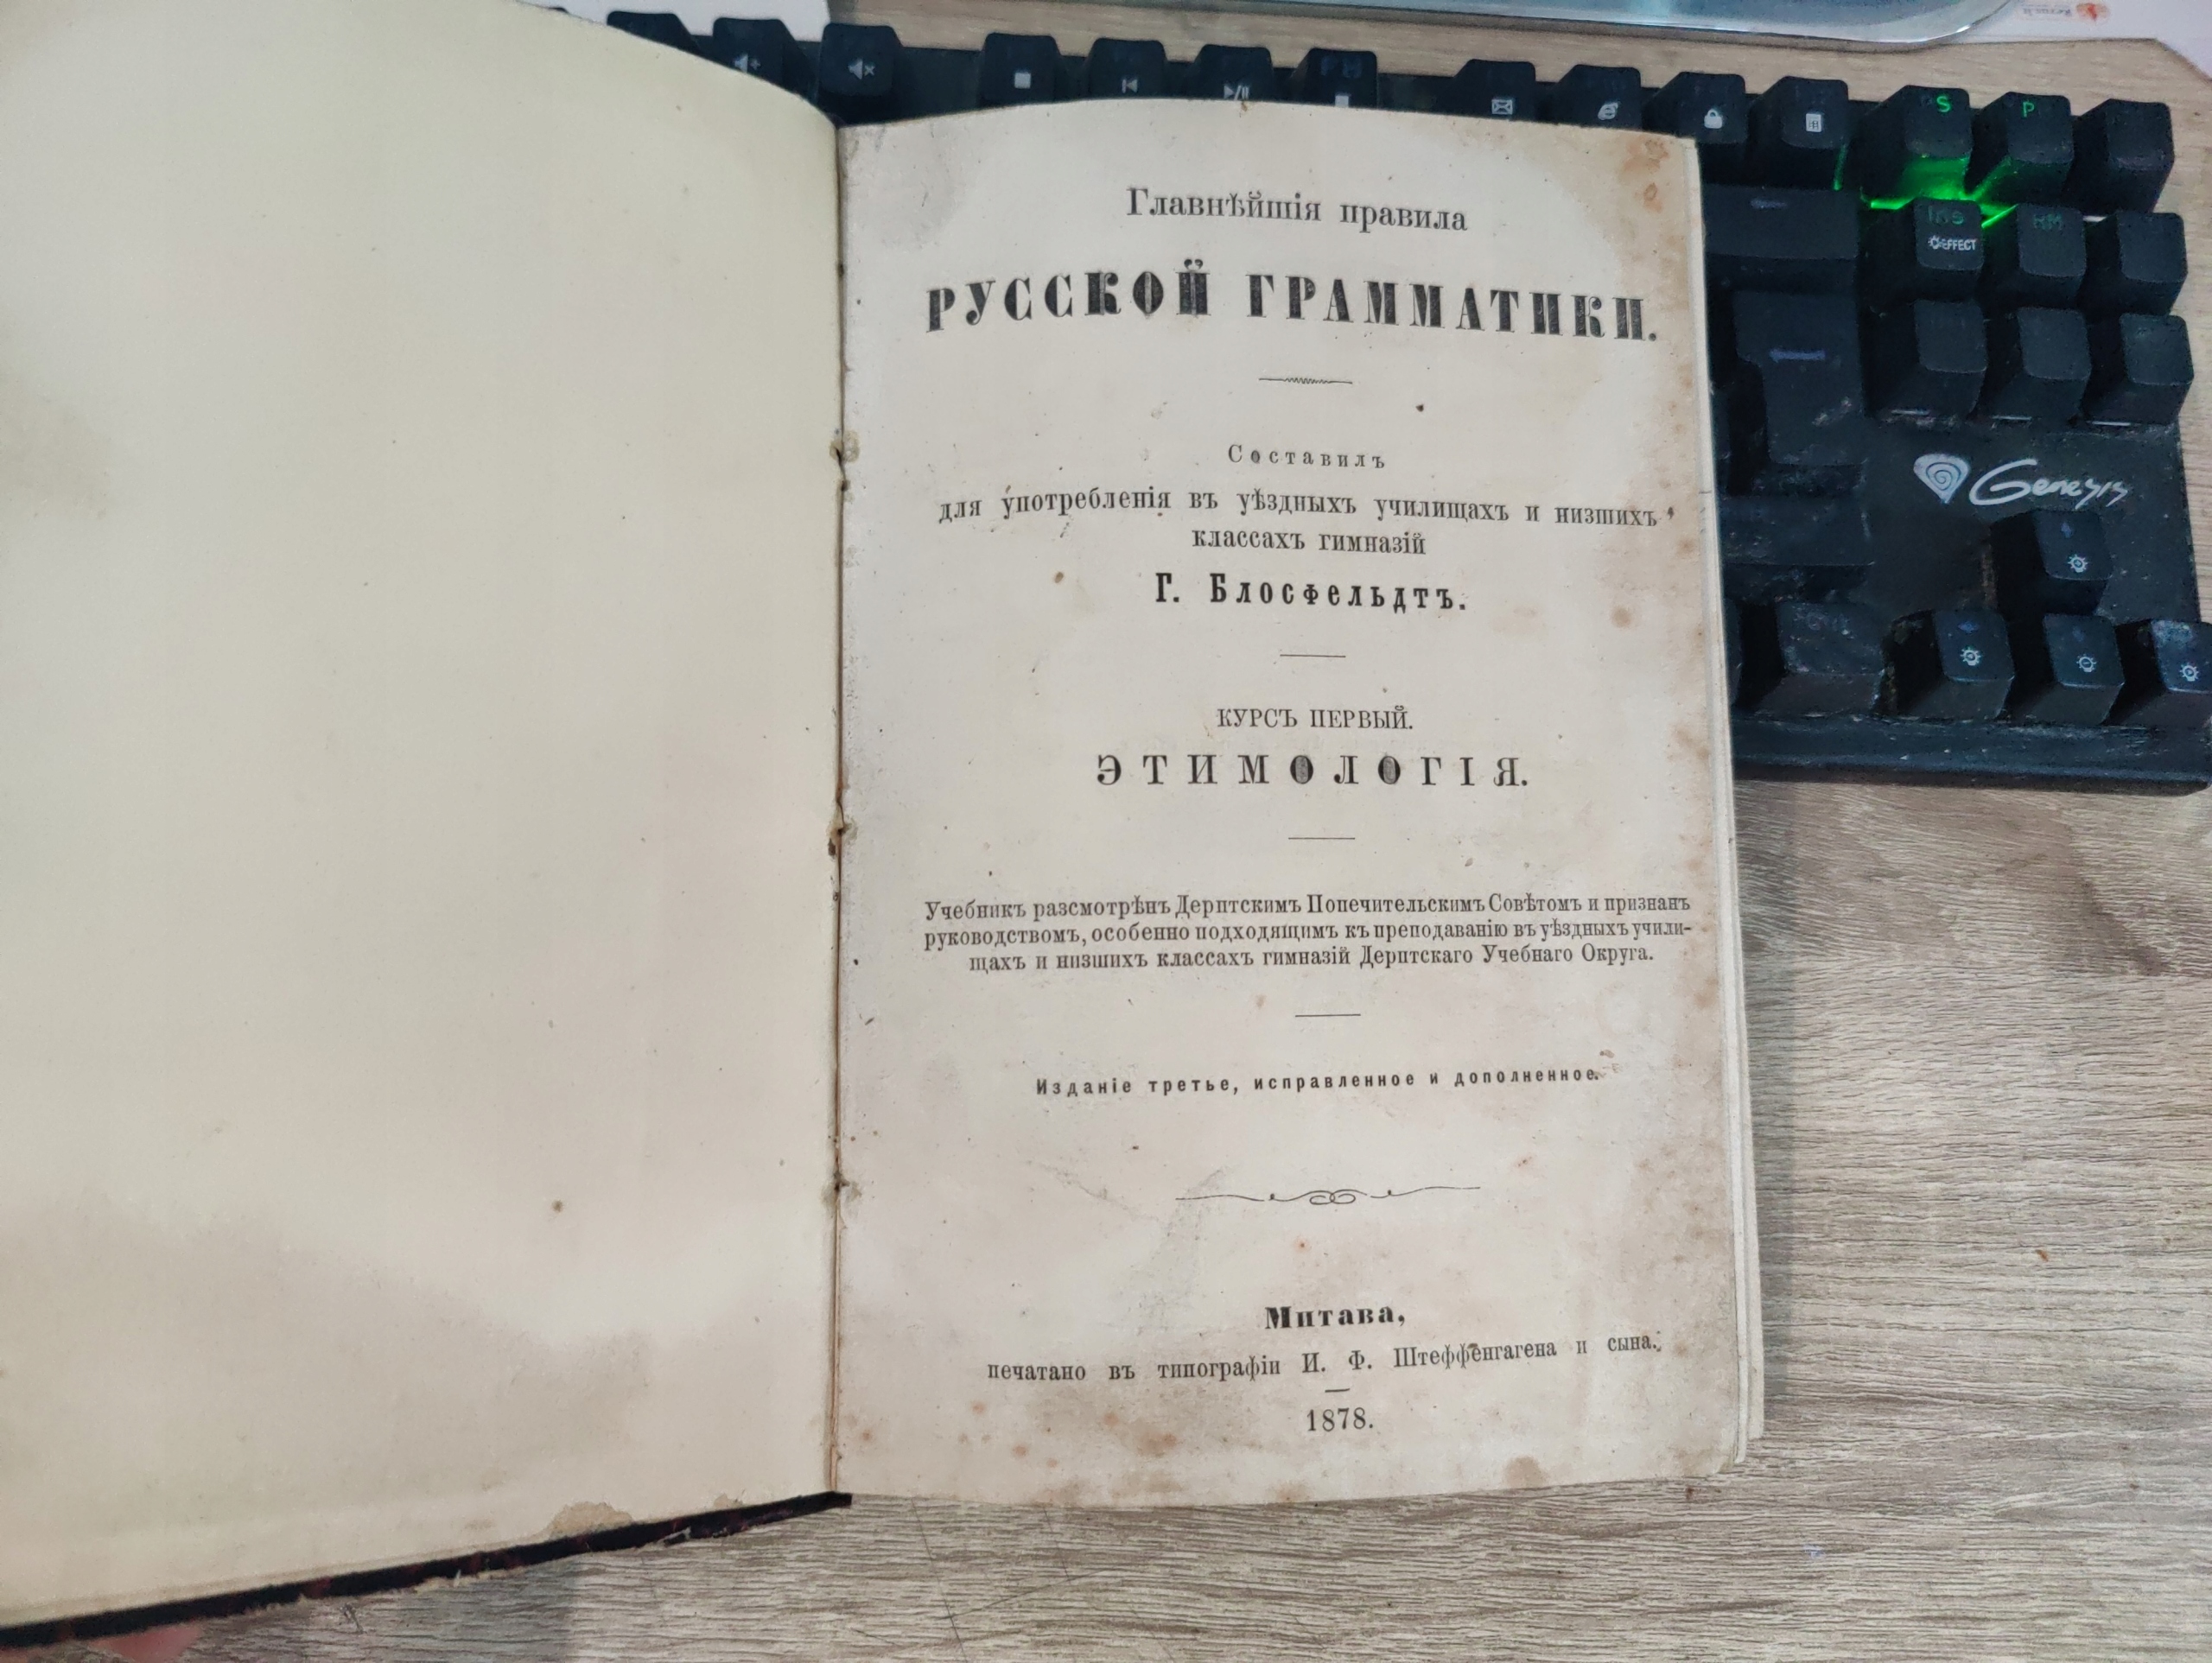 Главнѣйшія правила
РУССКОЙ ГРАММАТИКИ.
Составилъ
для употребленія въ уѣздныхъ училищахъ и низшихъ
классахъ гимназій
Г. Блосфельдтъ.
КУРСЪ ПЕРВЫЙ.
ЭТИМОЛОГІЯ.
Учебникъ разсмотрѣнъ Дерптскимъ Попечительскимъ Совѣтомъ и признанъ
руководствомъ, особенно подходящимъ къ преподаванію въ уѣздныхъ учили-
щахъ и низшихъ классахъ гимназій Дерптскаго Учебнаго Округа.
Изданіе третье, исправленное и дополненное.
Митава,
печатано въ типографіи И. Ф. Штеффенгагена и сына.
1878.
S P
Ins
EFFECT
Genesis